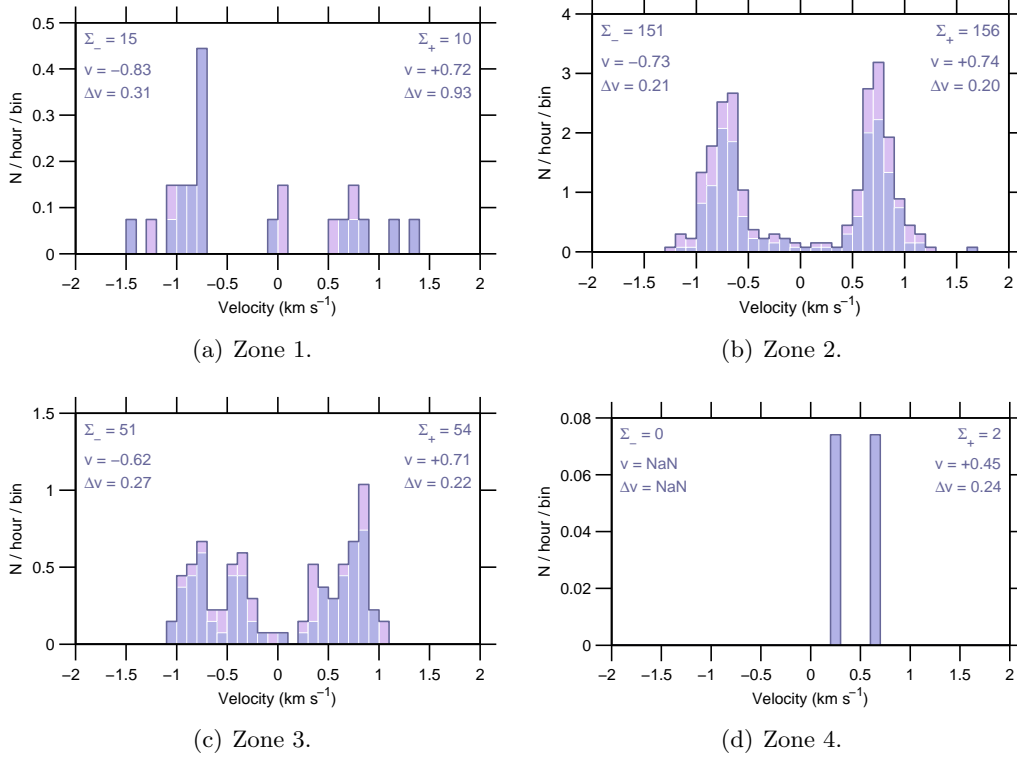 0.5
0.4
0.3
0.2
0.1
0
N / hour / bin
Σ− = 15
v = −0.83
Δv = 0.31
Σ+ = 10
v = +0.72
Δv = 0.93
−2 −1.5 −1 −0.5 0 0.5 1 1.5 2
Velocity (km s−1)
(a) Zone 1.
4
3
2
1
0
N / hour / bin
Σ− = 151
v = −0.73
Δv = 0.21
Σ+ = 156
v = +0.74
Δv = 0.20
−2 −1.5 −1 −0.5 0 0.5 1 1.5 2
Velocity (km s−1)
(b) Zone 2.
1.5
1
0.5
0
N / hour / bin
Σ− = 51
v = −0.62
Δv = 0.27
Σ+ = 54
v = +0.71
Δv = 0.22
−2 −1.5 −1 −0.5 0 0.5 1 1.5 2
Velocity (km s−1)
(c) Zone 3.
0.08
0.06
0.04
0.02
0
N / hour / bin
Σ− = 0
v = NaN
Δv = NaN
Σ+ = 2
v = +0.45
Δv = 0.24
−2 −1.5 −1 −0.5 0 0.5 1 1.5 2
Velocity (km s−1)
(d) Zone 4.